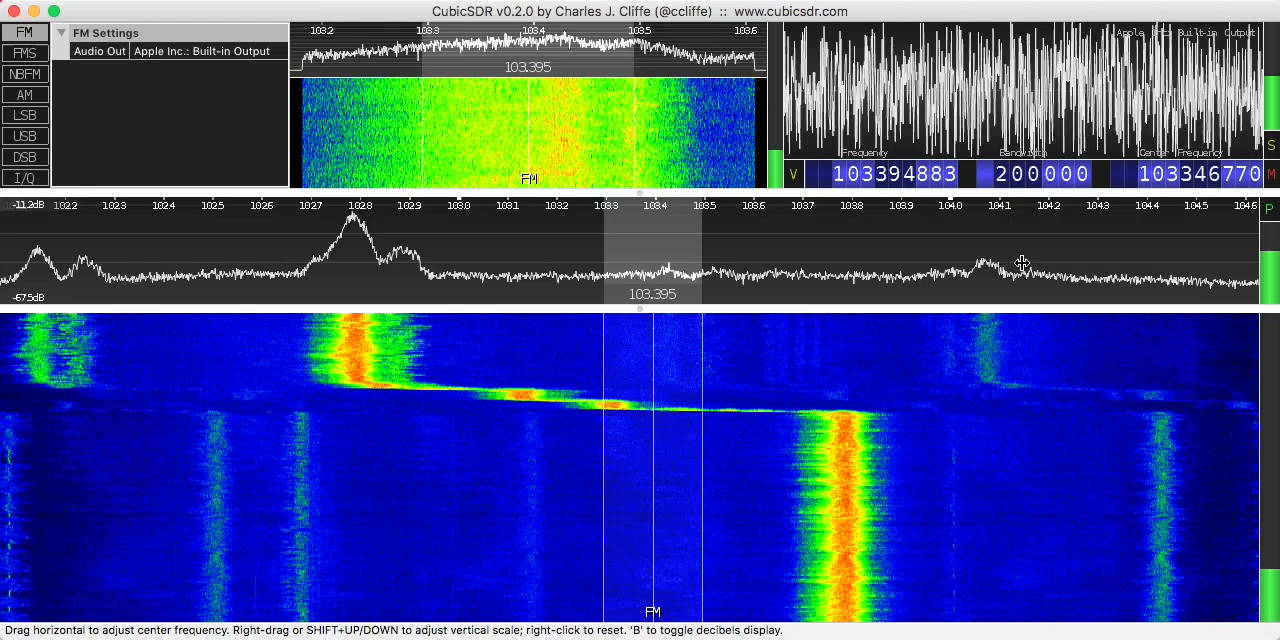 CubicSDR v0.2.0 by Charles J. Cliffe (@ccliffe) :: www.cubicsdr.com
FM
FMS
NBFM
AM
LSB
USB
DSB
I/Q
FM Settings
Audio Out Apple Inc.: Built-in Output
103.2 103.3 103.4 103.5 103.6
103.395
FM
Apple Inc.: Built-in Output
Frequency Bandwidth Center Frequency
V 103394883 200000 103346770 M
S
P
-11.2dB 102.2 102.3 102.4 102.5 102.6 102.7 102.8 102.9 103.0 103.1 103.2 103.3 103.4 103.5 103.6 103.7 103.8 103.9 104.0 104.1 104.2 104.3 104.4 104.5 104.6
103.395
-67.5dB
FM
Drag horizontal to adjust center frequency. Right-drag or SHIFT+UP/DOWN to adjust vertical scale; right-click to reset. 'B' to toggle decibels display.